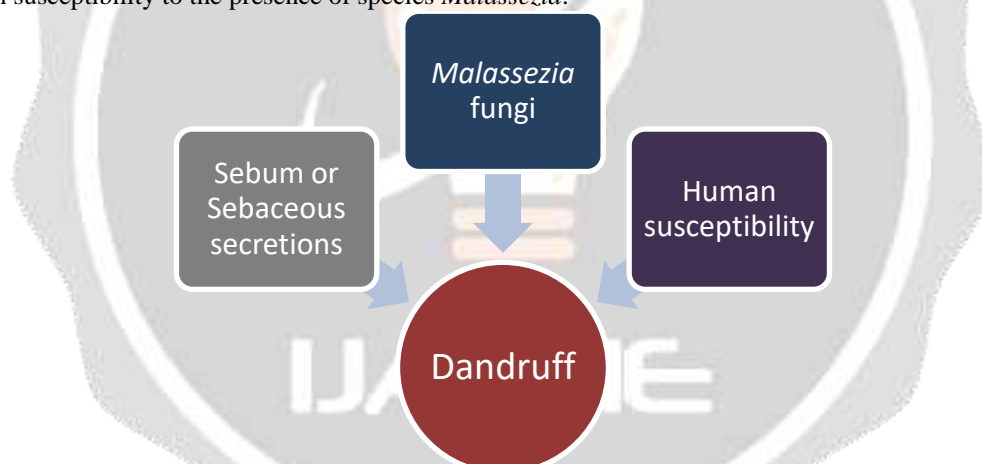 susceptibility to the presence of species Malassezia.
Malassezia
fungi
Sebum or
Sebaceous
secretions
Human
susceptibility
Dandruff